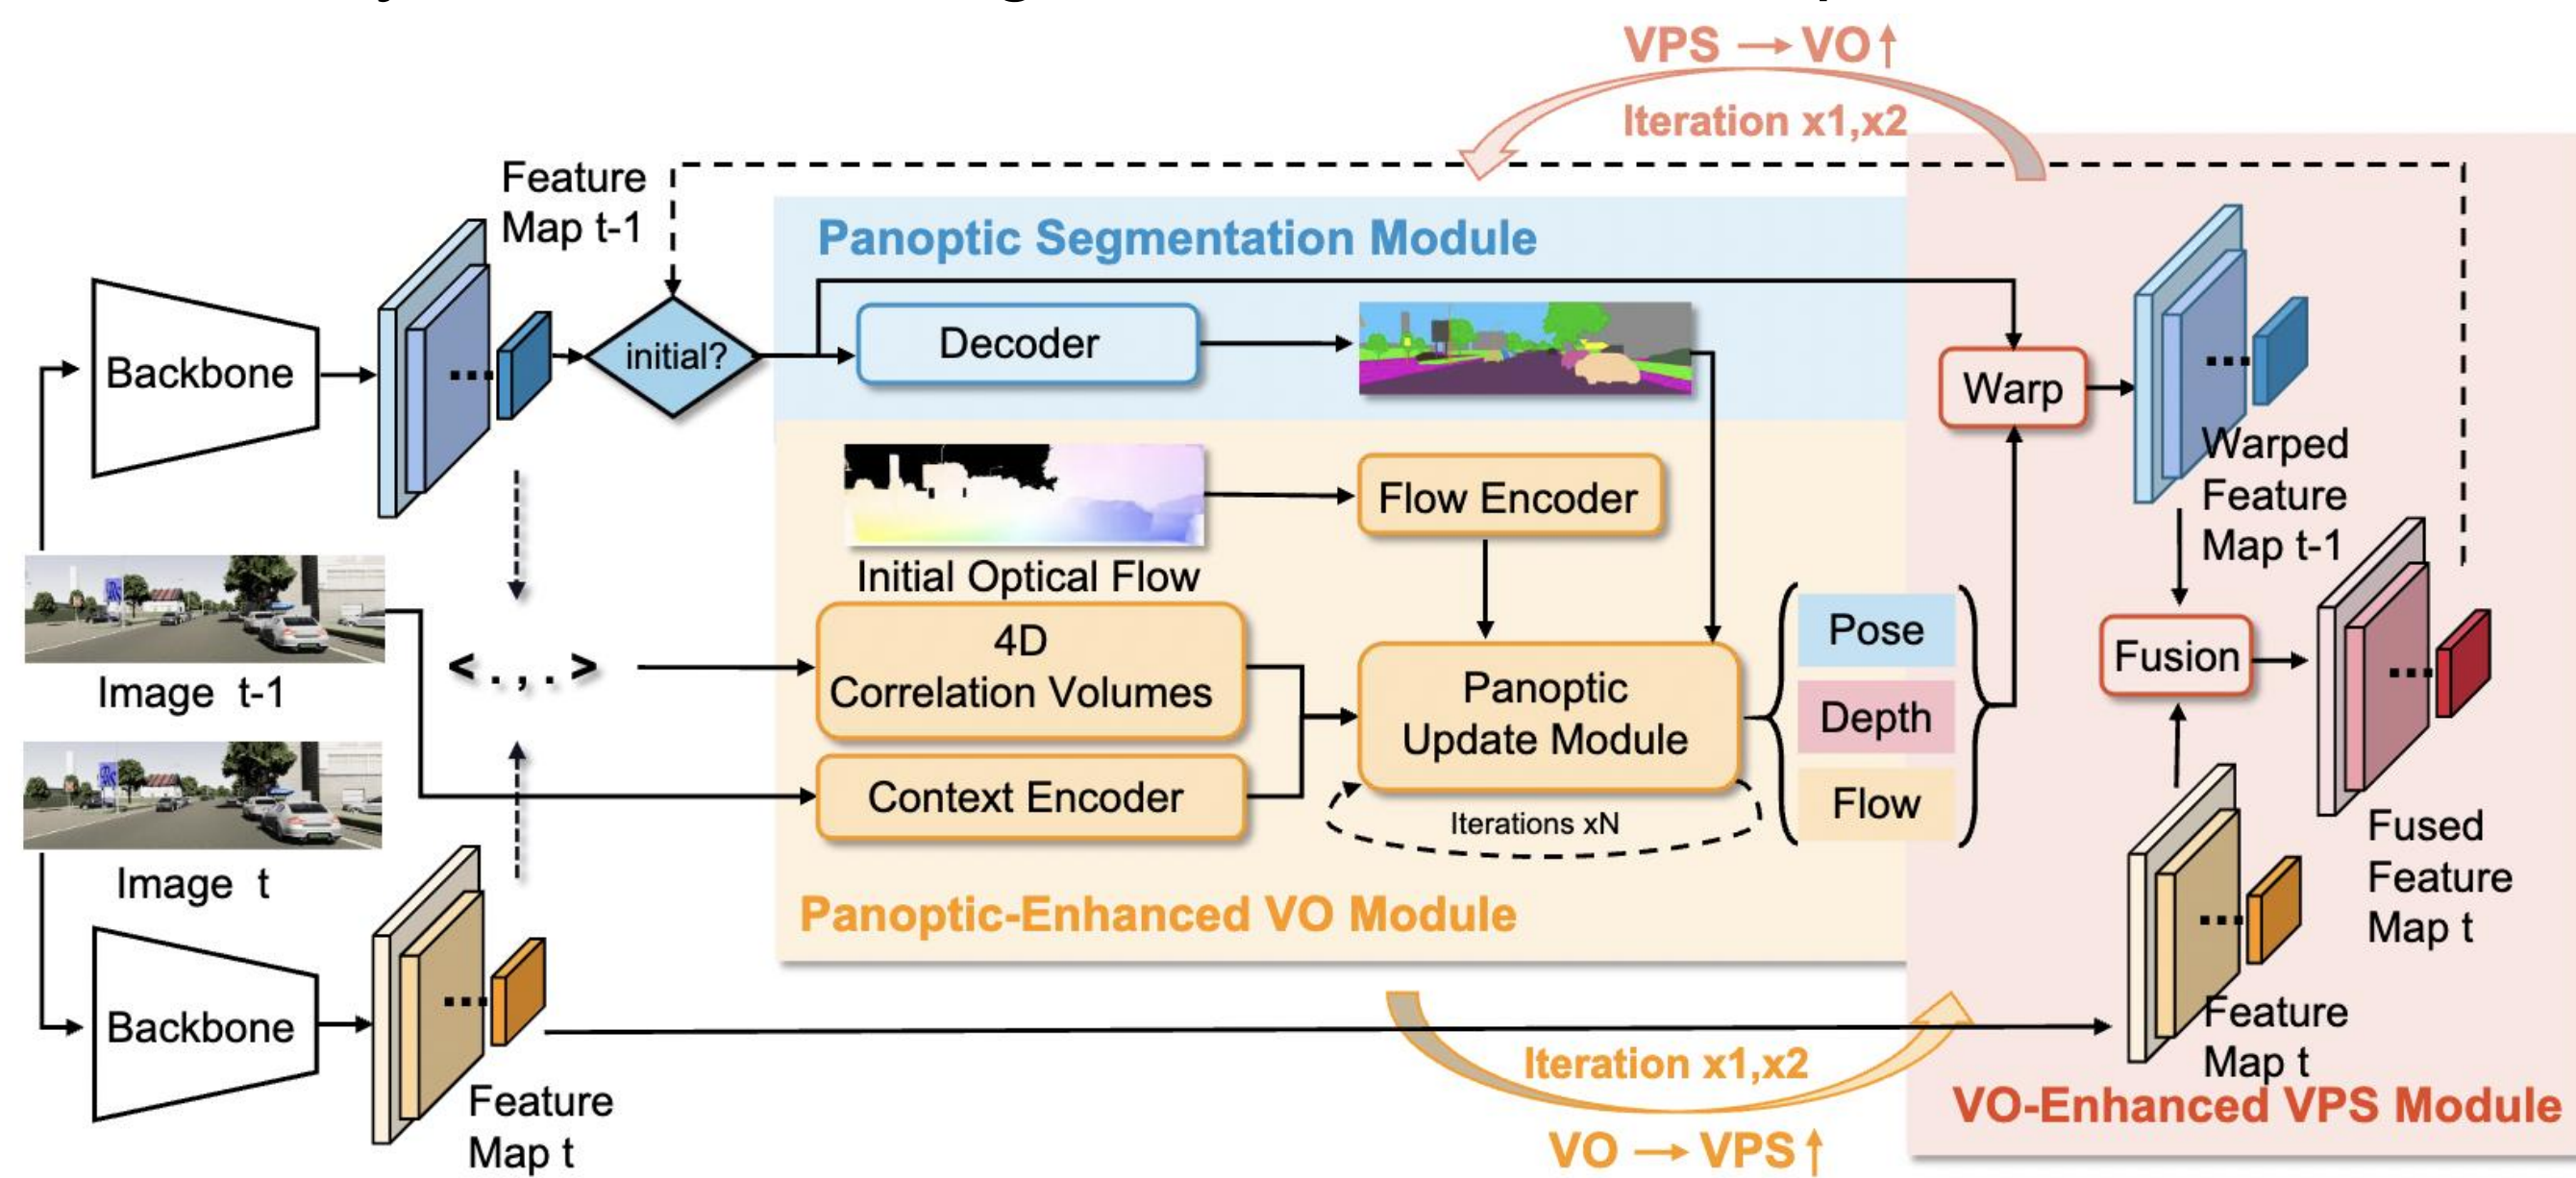 VPS → VO↑
Iteration x1,x2
Feature
Map t-1
Panoptic Segmentation Module
Backbone
initial?
Decoder
Warp
Warped
Feature
Map t-1
Flow Encoder
Initial Optical Flow
Image t-1
< . , . >
4D
Correlation Volumes
Context Encoder
Panoptic
Update Module
Iterations xN
Pose
Depth
Flow
Fusion
Fused
Feature
Map t
Image t
Panoptic-Enhanced VO Module
Backbone
Feature
Map t
Feature
Map t
Iteration x1,x2
VO → VPS↑
VO-Enhanced VPS Module